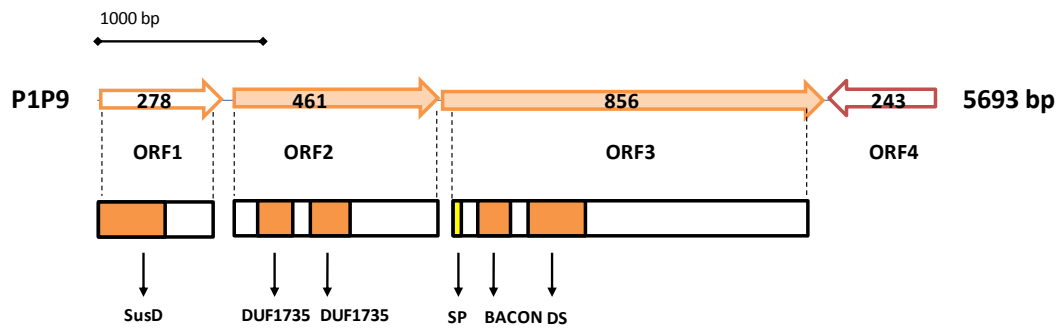 1000 bp
P1P9 278 461 856 243 5693 bp
ORF1 ORF2 ORF3 ORF4
SusD DUF1735 DUF1735 SP BACON DS